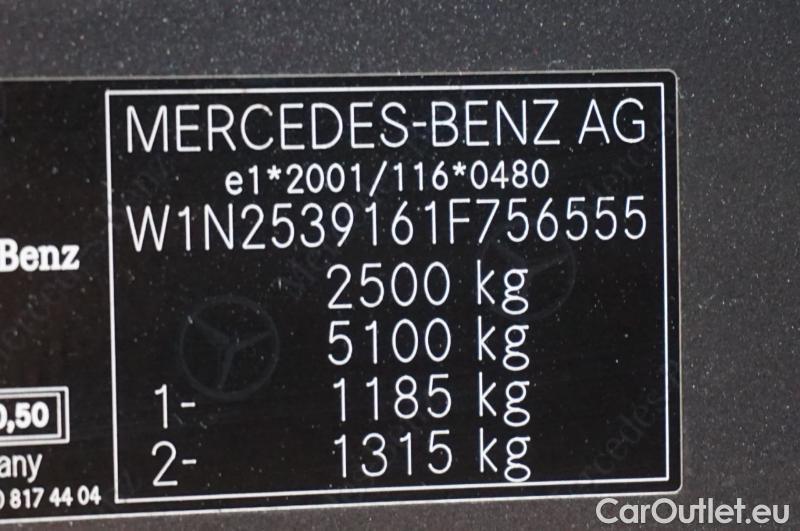 MERCEDES-BENZ AG
e1*2001/116*0480
W1N2539161F756555
Benz
2500 kg
5100 kg
1- 1185 kg
0,50
2- 1315 kg
any
0 817 44 04
CarOutlet.eu